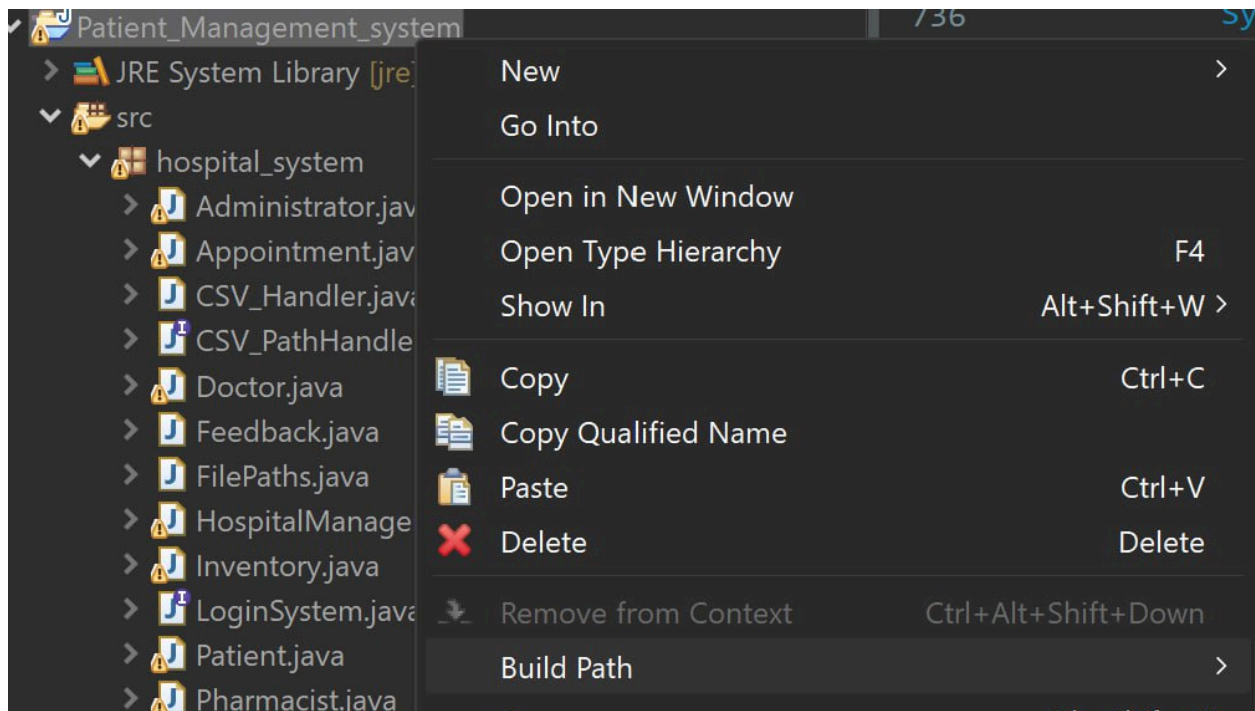 Patient_Management_system
736
Sy
JRE System Library [jre]
src
hospital_system
Administrator.jav
Appointment.jav
CSV_Handler.java
CSV_PathHandle
Doctor.java
Feedback.java
FilePaths.java
HospitalManage
Inventory.java
LoginSystem.java
Patient.java
Pharmacist.java
New
Go Into
Open in New Window
Open Type Hierarchy F4
Show In Alt+Shift+W >
Copy Ctrl+C
Copy Qualified Name
Paste Ctrl+V
Delete Delete
Remove from Context Ctrl+Alt+Shift+Down
Build Path